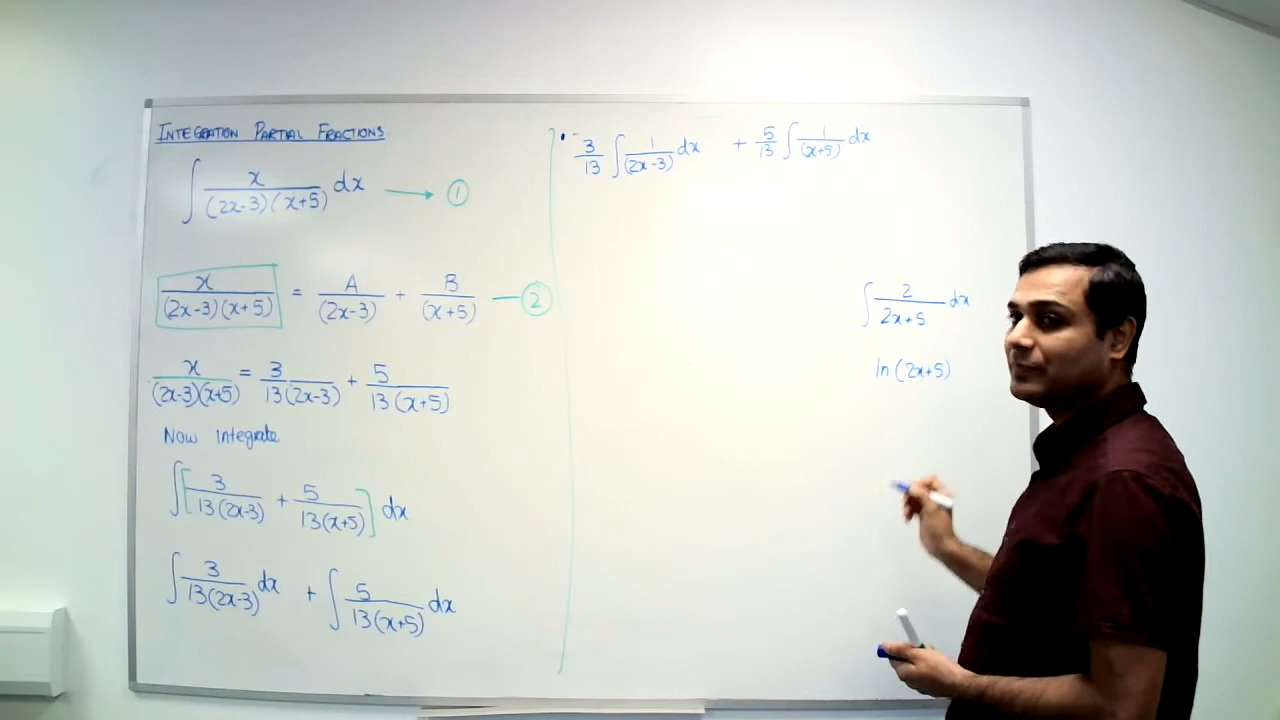 INTEGRATION PARTIAL FRACTIONS
∫ x/((2x-3)(x+5)) dx → ①
x/((2x-3)(x+5)) = A/(2x-3) + B/(x+5) — ②
x/((2x-3)(x+5)) = 3/(13(2x-3)) + 5/(13(x+5))
Now integrate
∫ [3/(13(2x-3)) + 5/(13(x+5))] dx
∫ 3/(13(2x-3)) dx + ∫ 5/(13(x+5)) dx
3/13 ∫ 1/(2x-3) dx + 5/13 ∫ 1/(x+5) dx
∫ 2/(2x+5) dx
ln(2x+5)